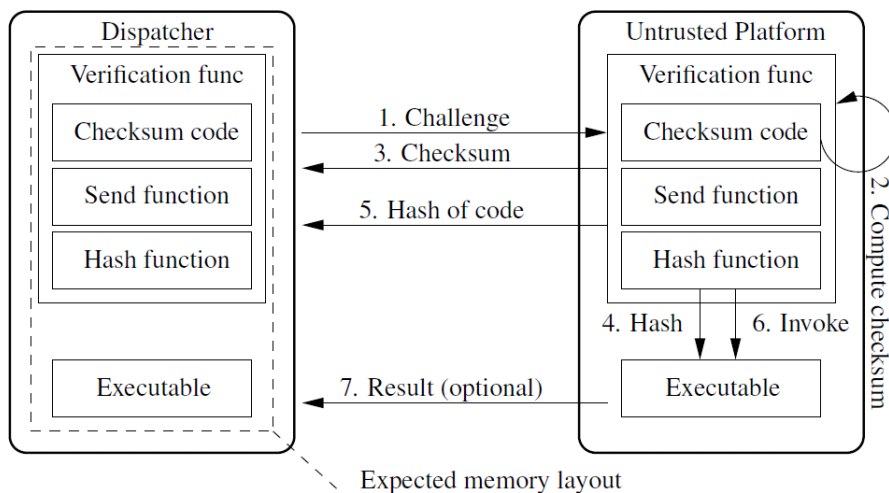 Dispatcher
Verification func
Checksum code
Send function
Hash function
Executable
1. Challenge
3. Checksum
5. Hash of code
7. Result (optional)
Untrusted Platform
Verification func
Checksum code
Send function
Hash function
2. Compute checksum
4. Hash
6. Invoke
Executable
Expected memory layout